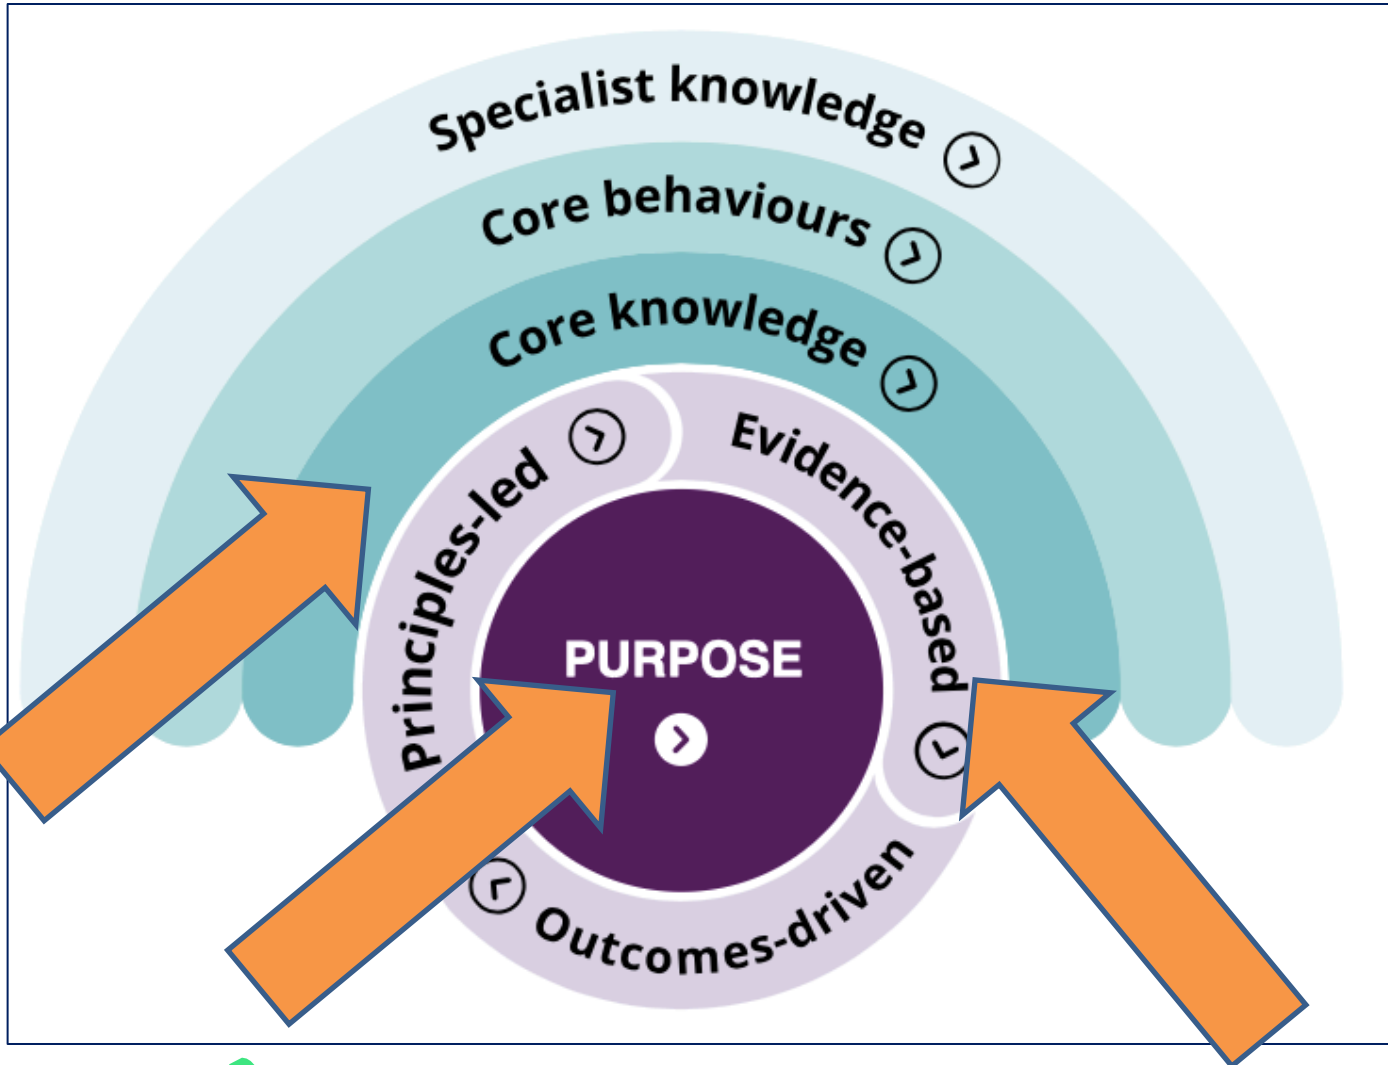 Specialist knowledge
Core behaviours
Core knowledge
Principles-led
Evidence-based
PURPOSE
Outcomes-driven